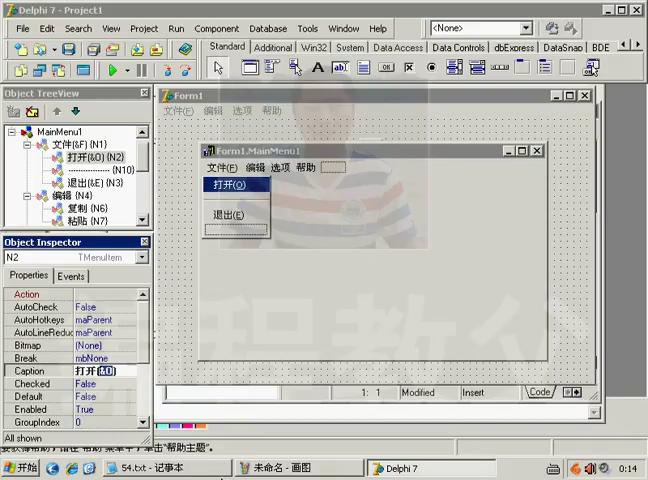 Delphi 7 - Project1
File Edit Search View Project Run Component Database Tools Window Help
<None>
Standard Additional Win32 System Data Access Data Controls dbExpress DataSnap BDE
Object TreeView
MainMenu1
文件(&F) {N1}
打开(&O) {N2}
---------------- {N10}
退出(&E) {N3}
编辑 {N4}
复制 {N6}
粘贴 {N7}
Form1
文件(F) 编辑 选项 帮助
Form1.MainMenu1
文件(F) 编辑 选项 帮助
打开(O)
退出(E)
Object Inspector
N2 TMenuItem
Properties Events
Action
AutoCheck False
AutoHotkeys maParent
AutoLineReduc maParent
Bitmap (None)
Break mbNone
Caption 打开(&O)
Checked False
Default False
Enabled True
GroupIndex 0
All shown
1: 1 Modified Insert Code
单击“帮助主题”。
开始 54.txt - 记事本 未命名 - 画图 Delphi 7 0:14